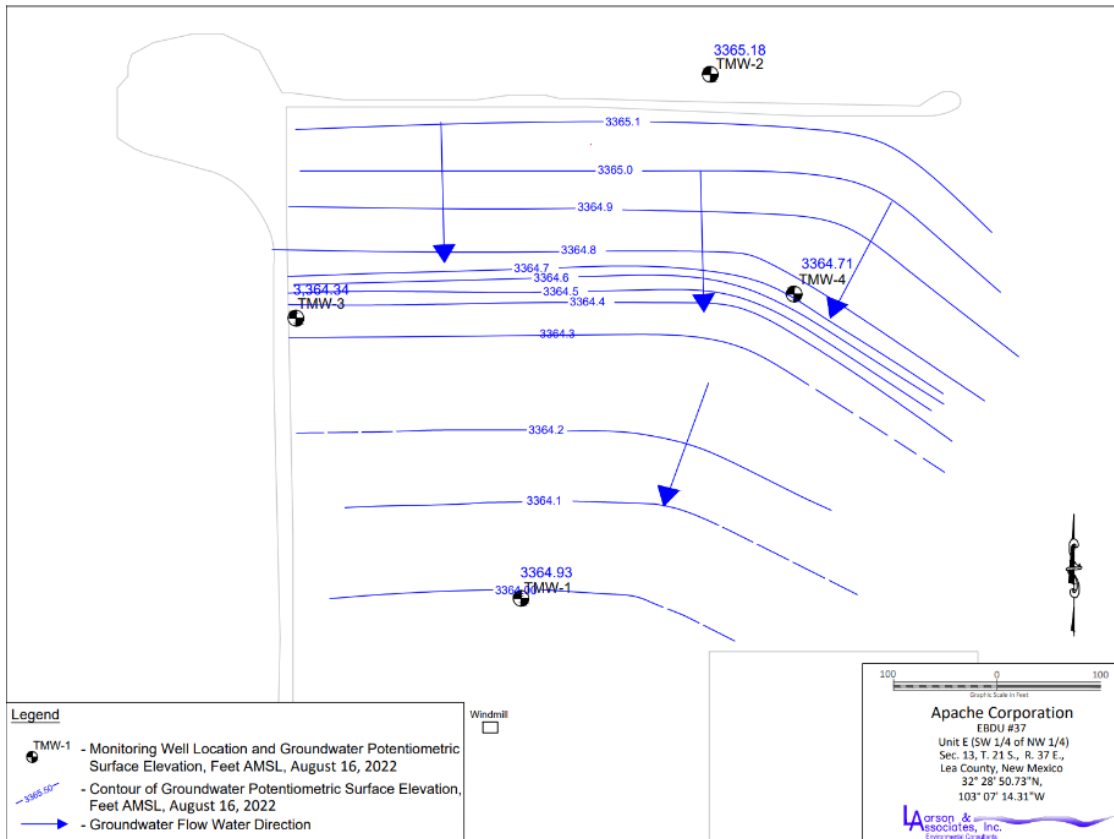 3365.18
TMW-2
3365.1
3365.0
3364.9
3364.8
3364.7
3364.6
3364.5
3364.4
3364.71
TMW-4
3,364.34
TMW-3
3364.3
3364.2
3364.1
3364.93
TMW-1
3364.00
100
0
100
Graphic Scale in Feet
Apache Corporation
EBDU #37
Unit E (SW 1/4 of NW 1/4)
Sec. 13, T. 21 S., R. 37 E.,
Lea County, New Mexico
32° 28' 50.73"N,
103° 07' 14.31"W
Larson &
Associates, Inc.
Environmental Consultants
Windmill
Legend
TMW-1 - Monitoring Well Location and Groundwater Potentiometric
Surface Elevation, Feet AMSL, August 16, 2022
3365.50 - Contour of Groundwater Potentiometric Surface Elevation,
Feet AMSL, August 16, 2022
- Groundwater Flow Water Direction